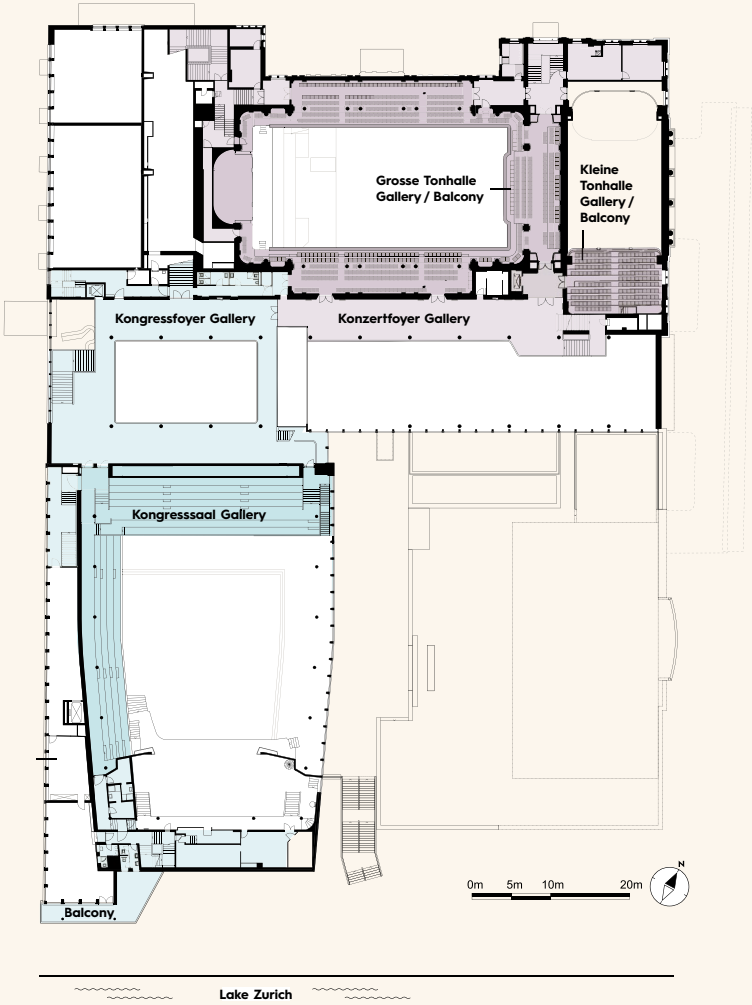 Grosse Tonhalle
Gallery / Balcony
Kleine
Tonhalle
Gallery /
Balcony
Kongressfoyer Gallery
Konzertfoyer Gallery
Kongresssaal Gallery
N
0m 5m 10m 20m
Balcony
Lake Zurich